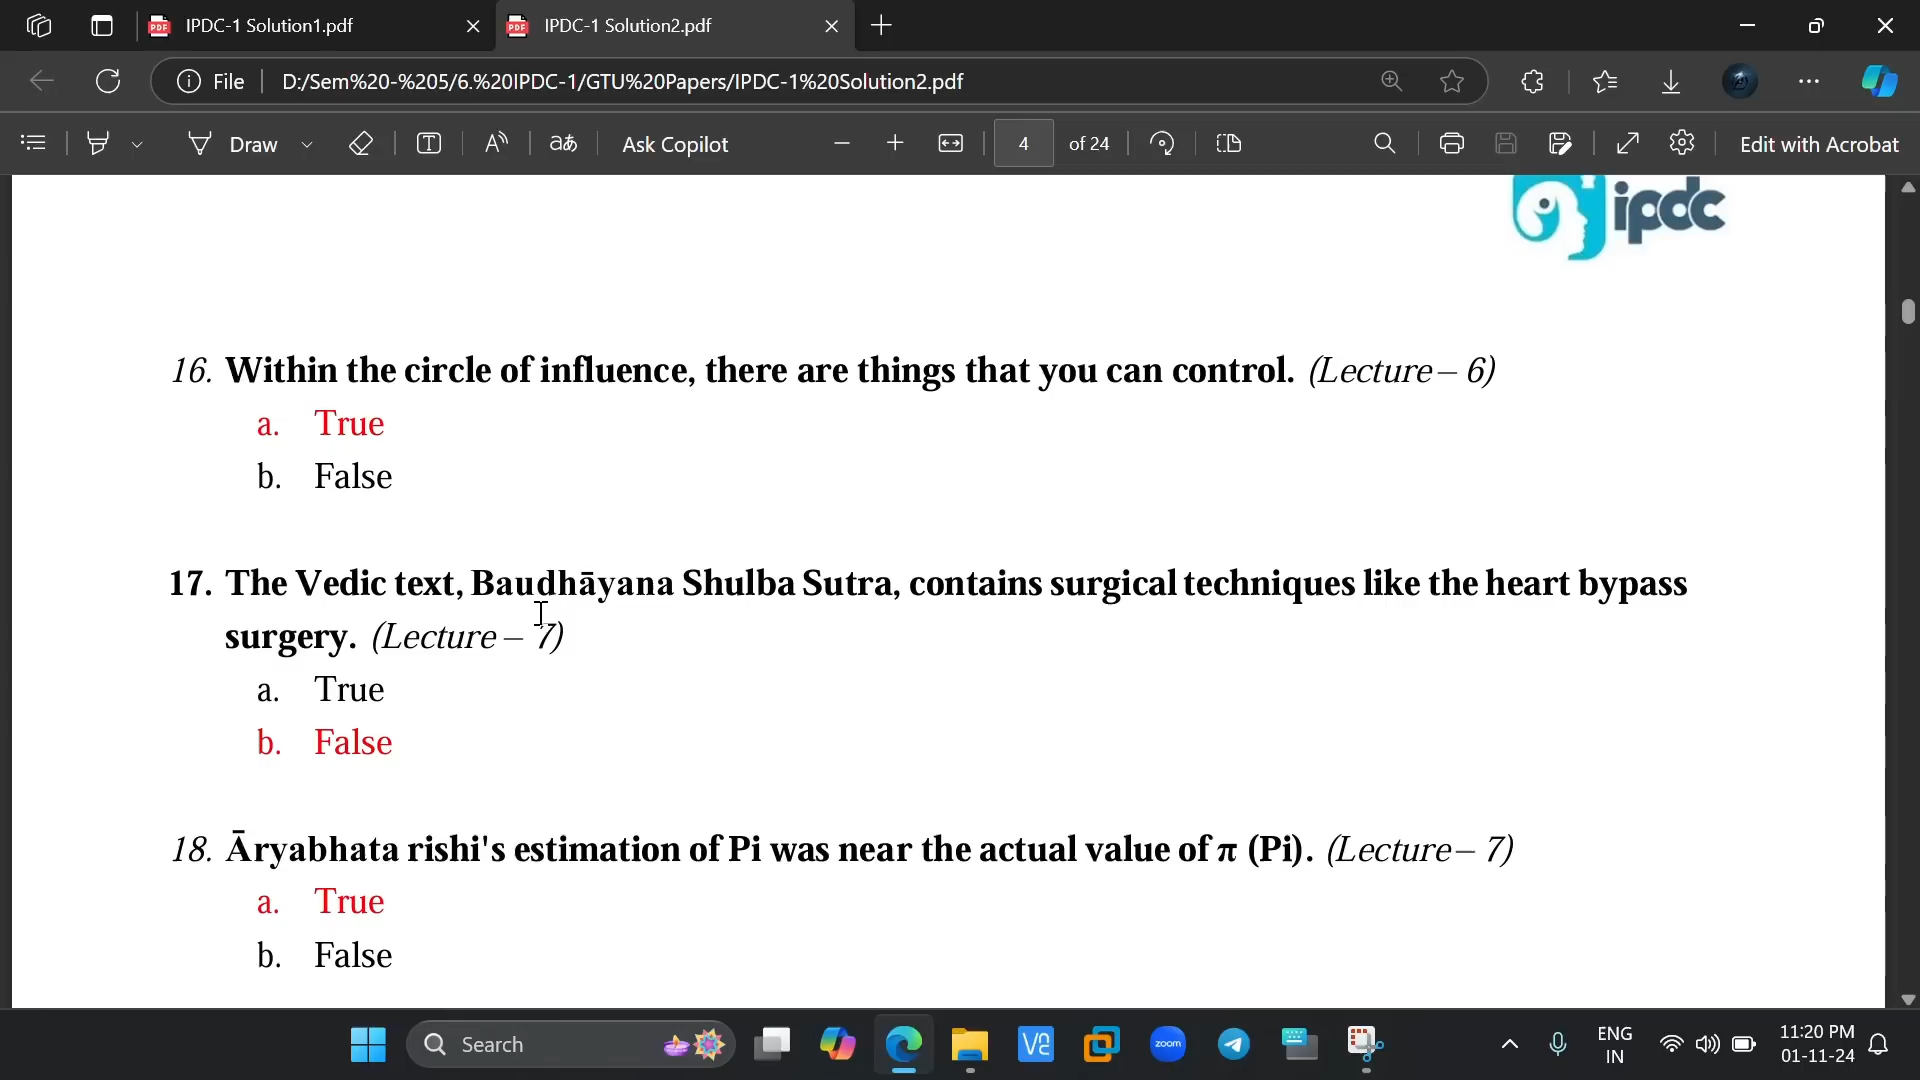 IPDC-1 Solution1.pdf
IPDC-1 Solution2.pdf
File
D:/Sem%20-%205/6.%20IPDC-1/GTU%20Papers/IPDC-1%20Solution2.pdf
Draw
Ask Copilot
4
of 24
Edit with Acrobat
ipdc
16. Within the circle of influence, there are things that you can control. (Lecture – 6)
a. True
b. False
17. The Vedic text, Baudhāyana Shulba Sutra, contains surgical techniques like the heart bypass
surgery. (Lecture – 7)
a. True
b. False
18. Āryabhata rishi's estimation of Pi was near the actual value of π (Pi). (Lecture – 7)
a. True
b. False
Search
zoom
ENG
IN
11:20 PM
01-11-24